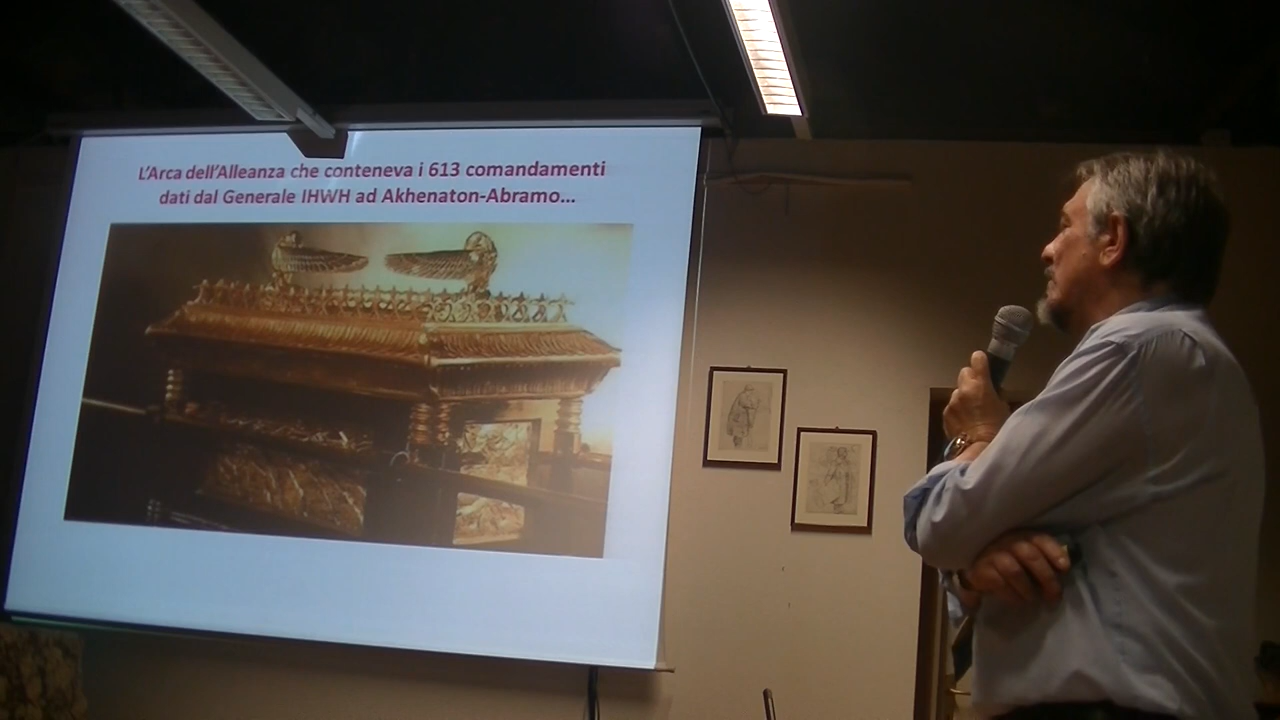 L'Arca dell'Alleanza che conteneva i 613 comandamenti
dati dal Generale IHWH ad Akhenaton-Abramo...